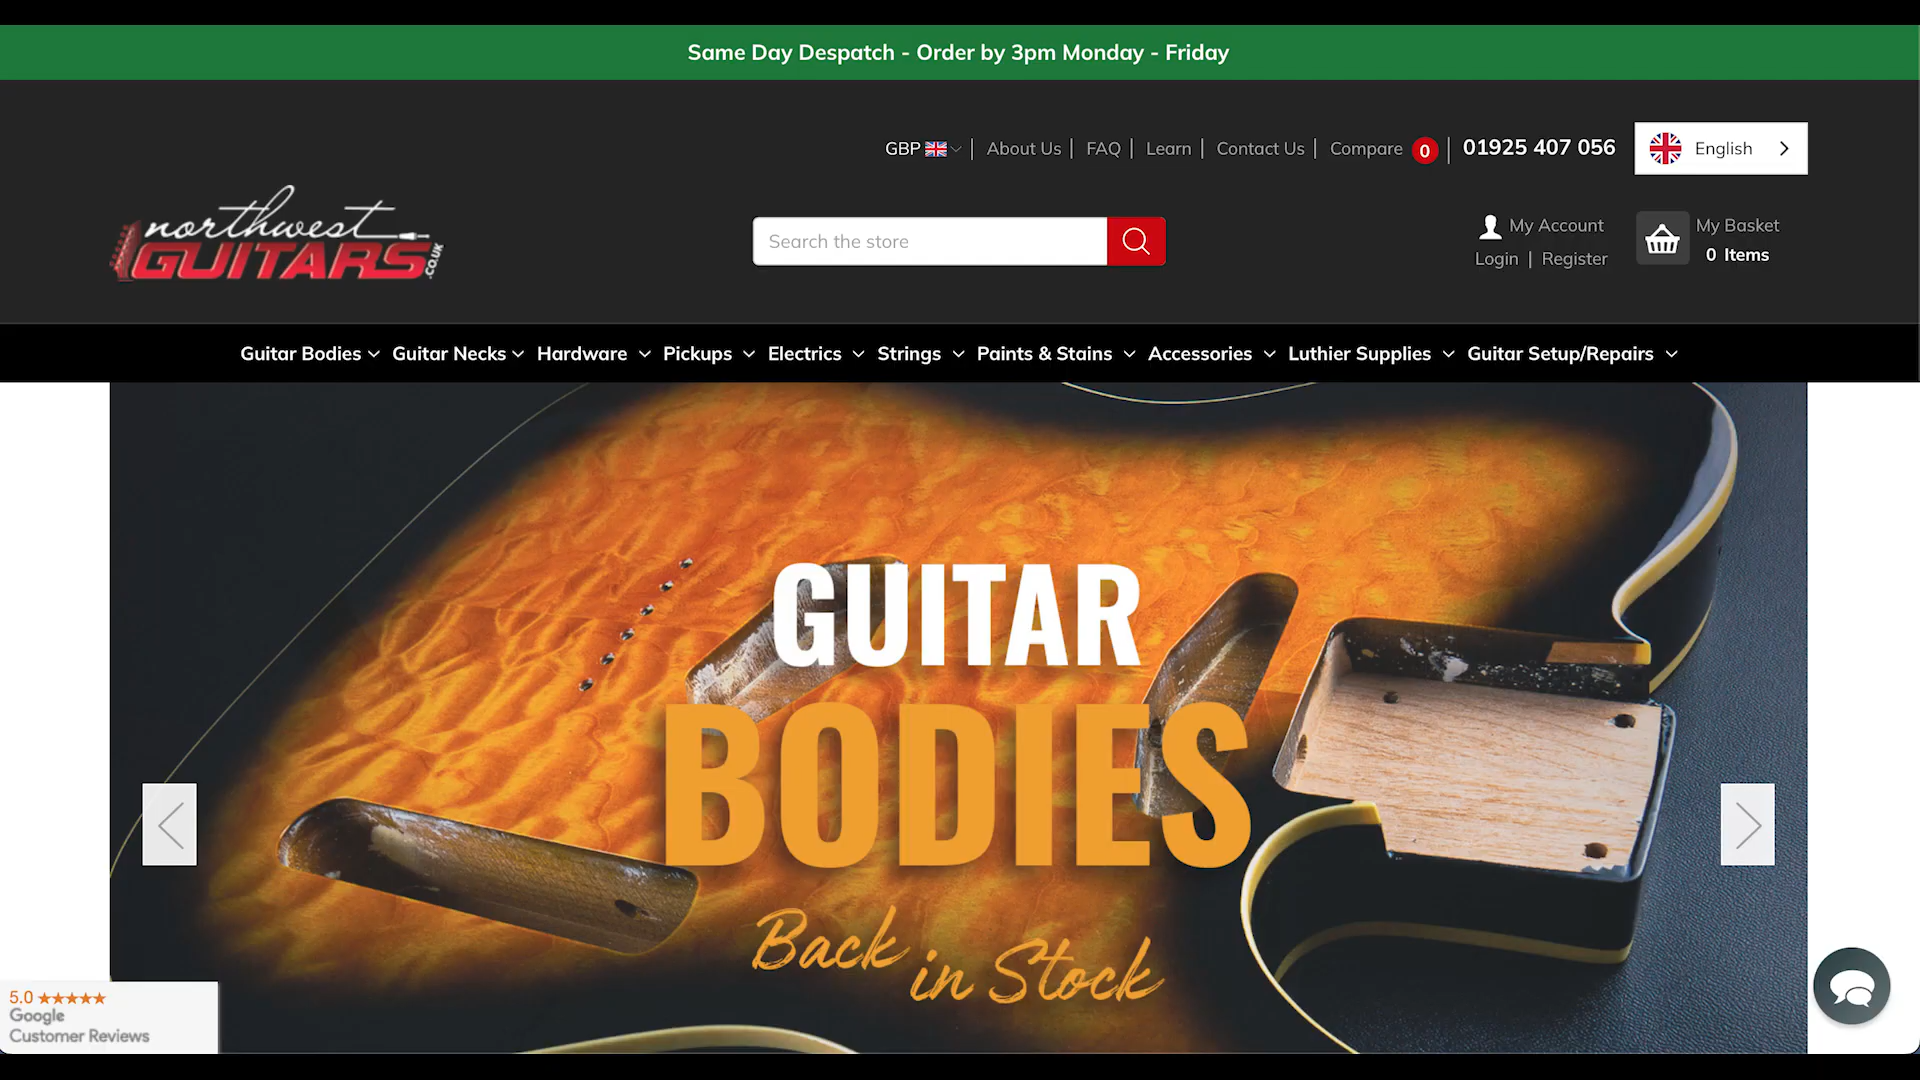 Same Day Despatch - Order by 3pm Monday - Friday
GBP About Us FAQ Learn Contact Us Compare 0 01925 407 056 English
northwest
GUITARS.co.uk
Search the store
My Account
Login | Register
My Basket
0 Items
Guitar Bodies Guitar Necks Hardware Pickups Electrics Strings Paints & Stains Accessories Luthier Supplies Guitar Setup/Repairs
GUITAR
BODIES
Back in Stock
5.0 ★★★★★
Google
Customer Reviews